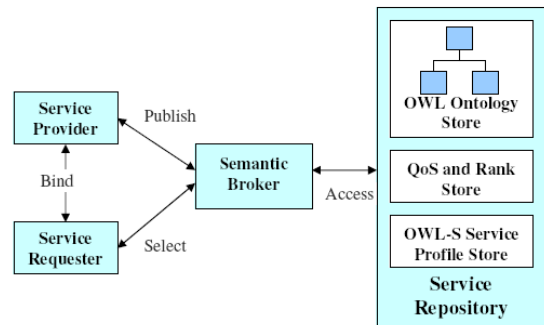 Service
Provider
Publish
Bind
Semantic
Broker
Access
Service
Requester
Select
OWL Ontology
Store
QoS and Rank
Store
OWL-S Service
Profile Store
Service
Repository